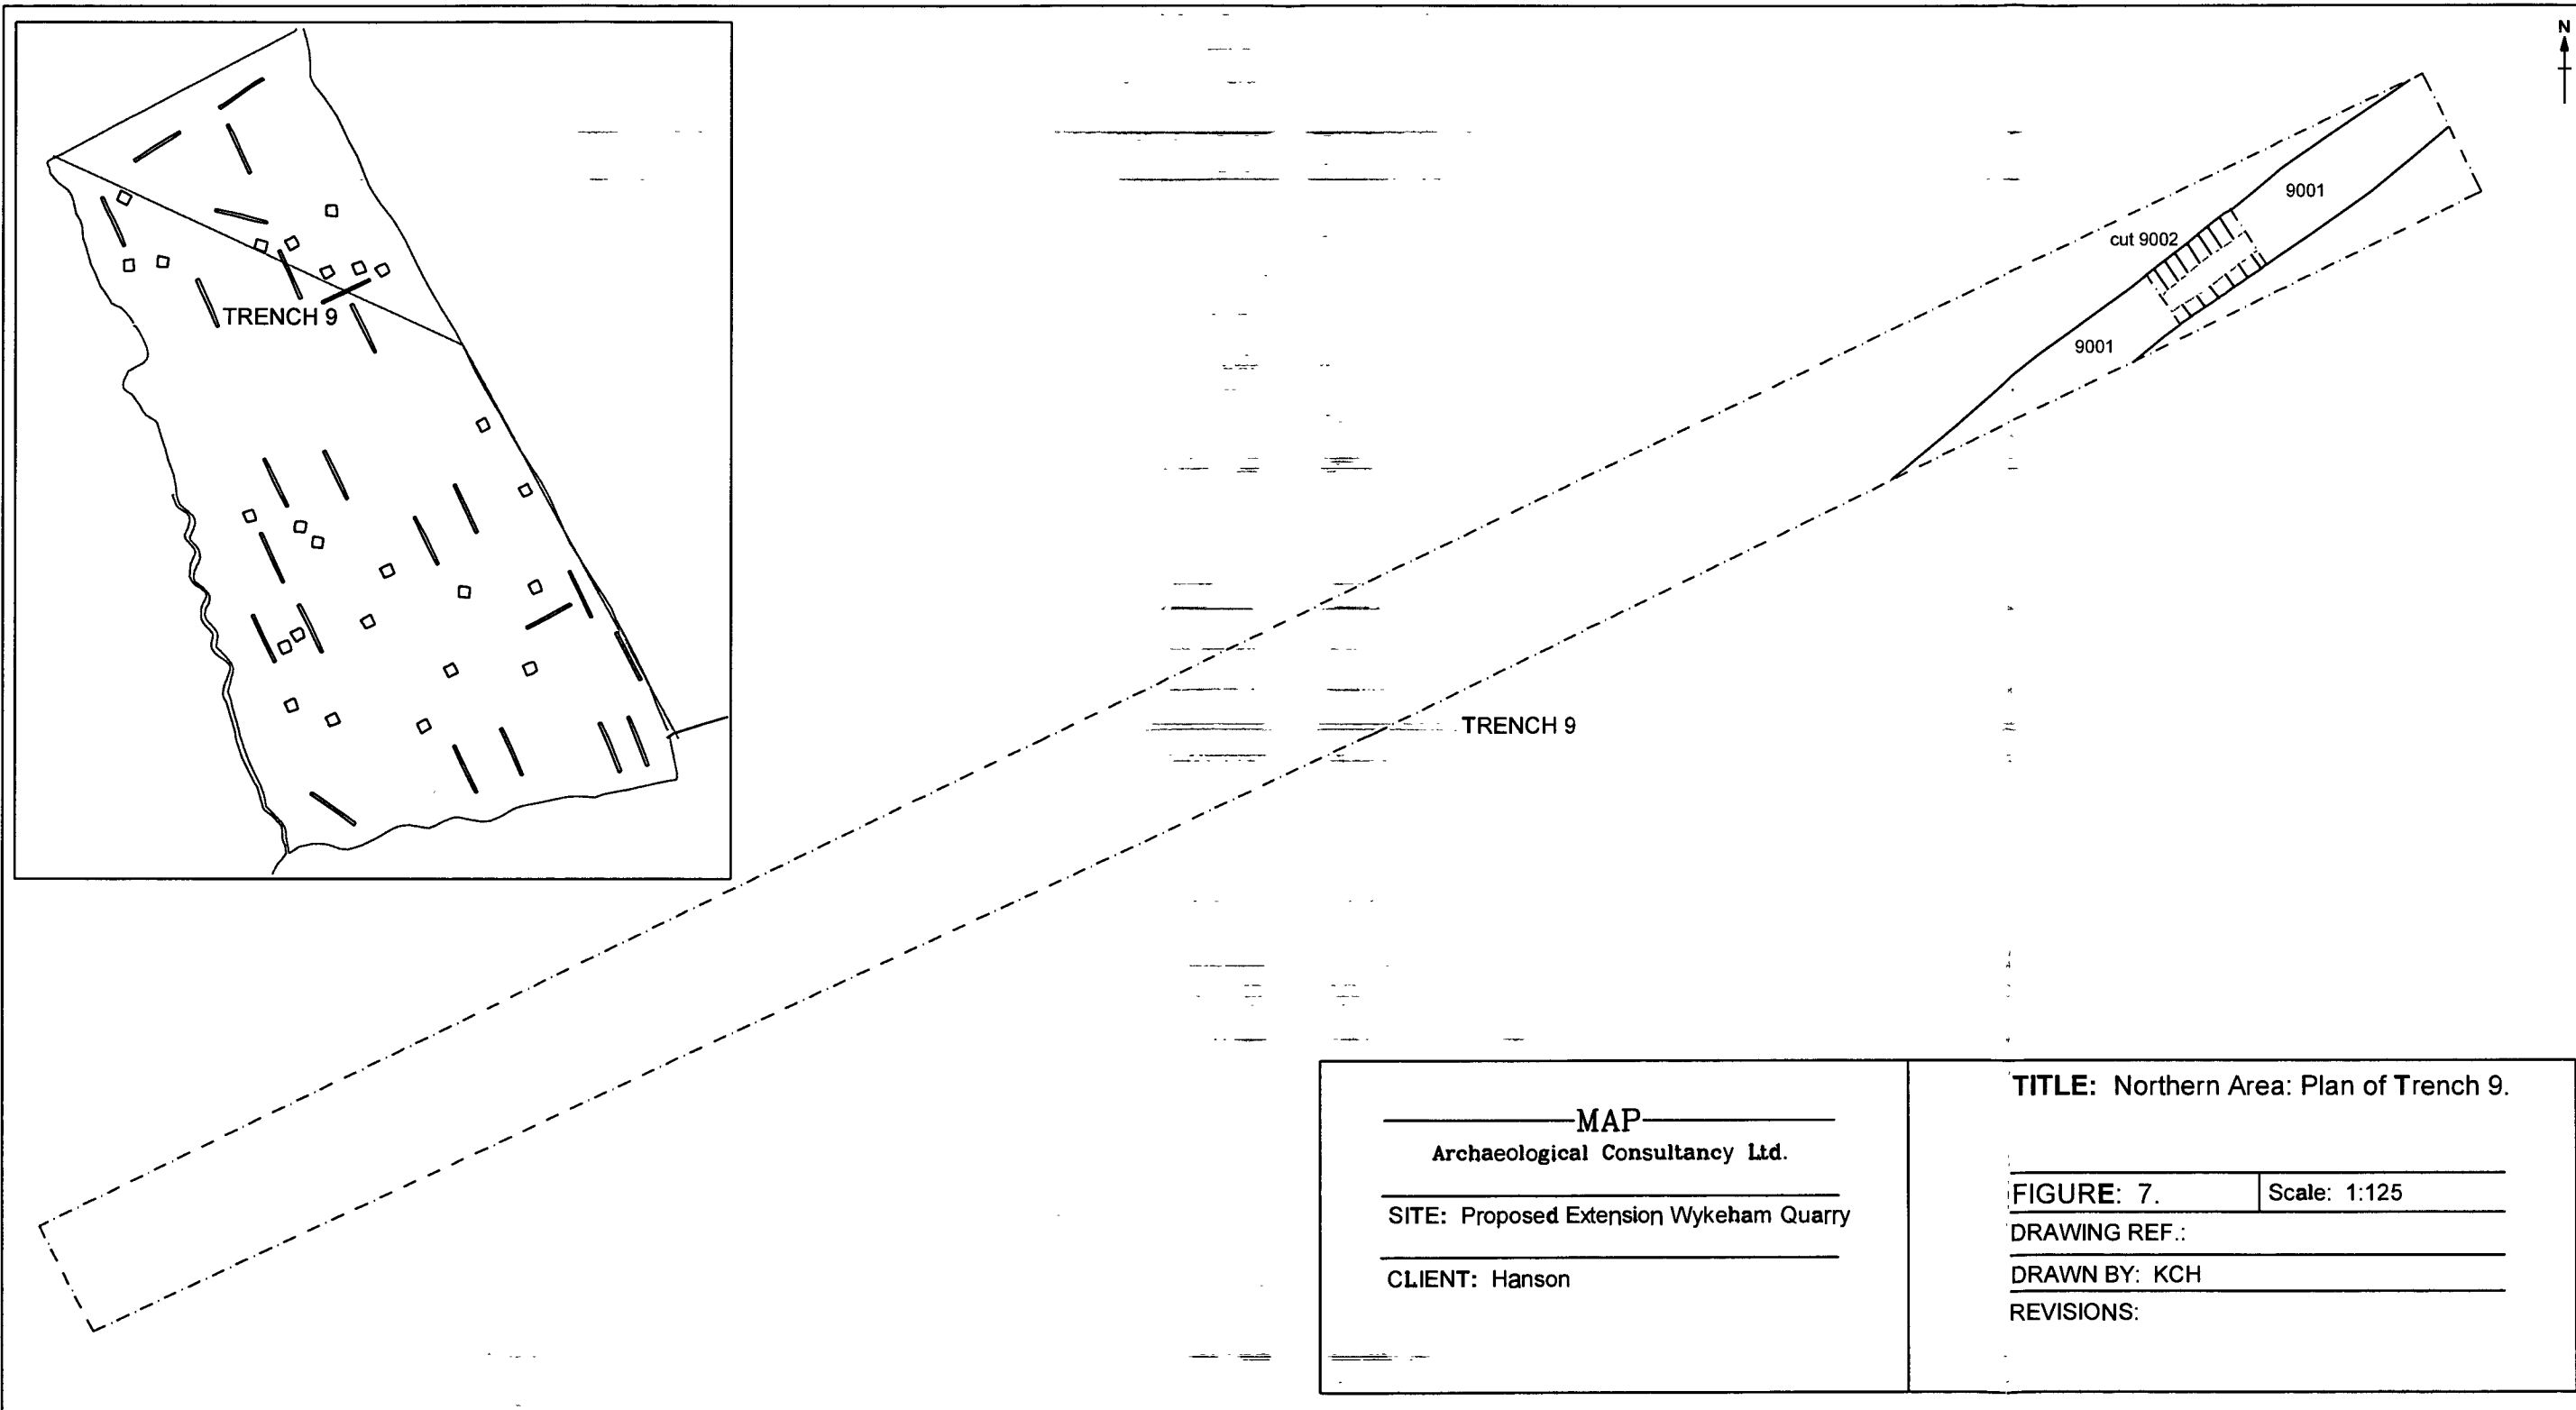 N
TRENCH 9
9001
cut 9002
9001
TRENCH 9
MAP
Archaeological Consultancy Ltd.
SITE: Proposed Extension Wykeham Quarry
CLIENT: Hanson
TITLE: Northern Area: Plan of Trench 9.
FIGURE: 7.
Scale: 1:125
DRAWING REF.:
DRAWN BY: KCH
REVISIONS: